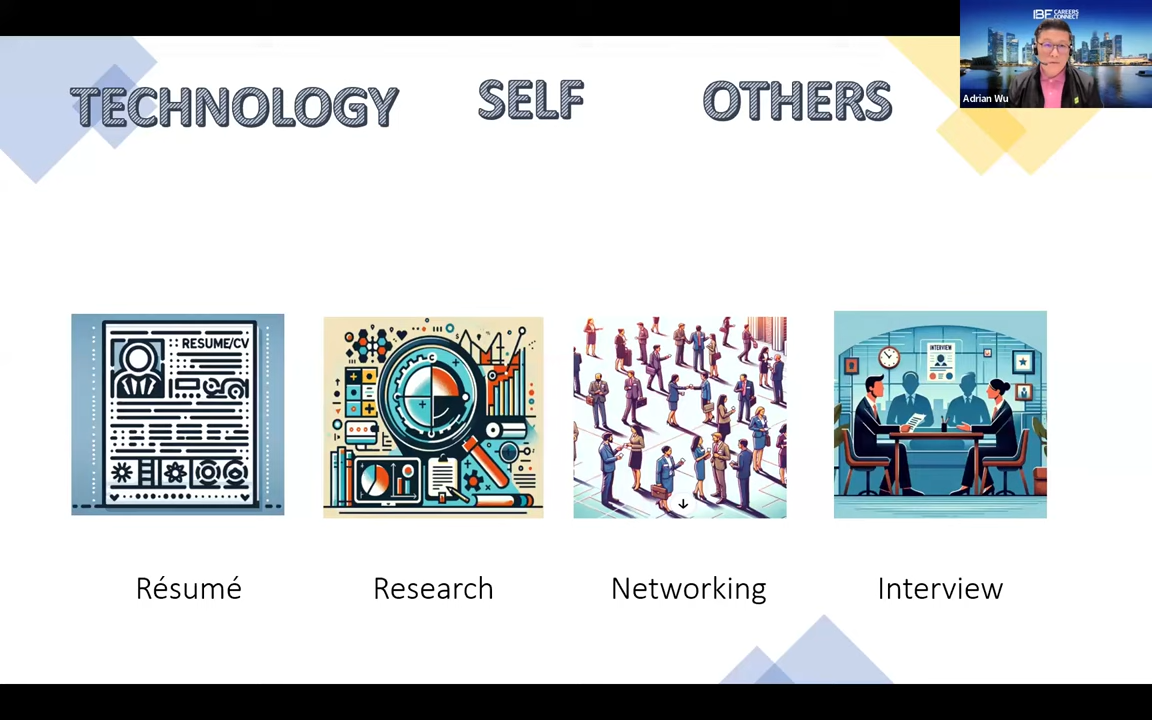 IBF CAREERS
CONNECT
Adrian Wu
TECHNOLOGY SELF OTHERS
RESUME/CV
INTERVIEW
Résumé Research Networking Interview